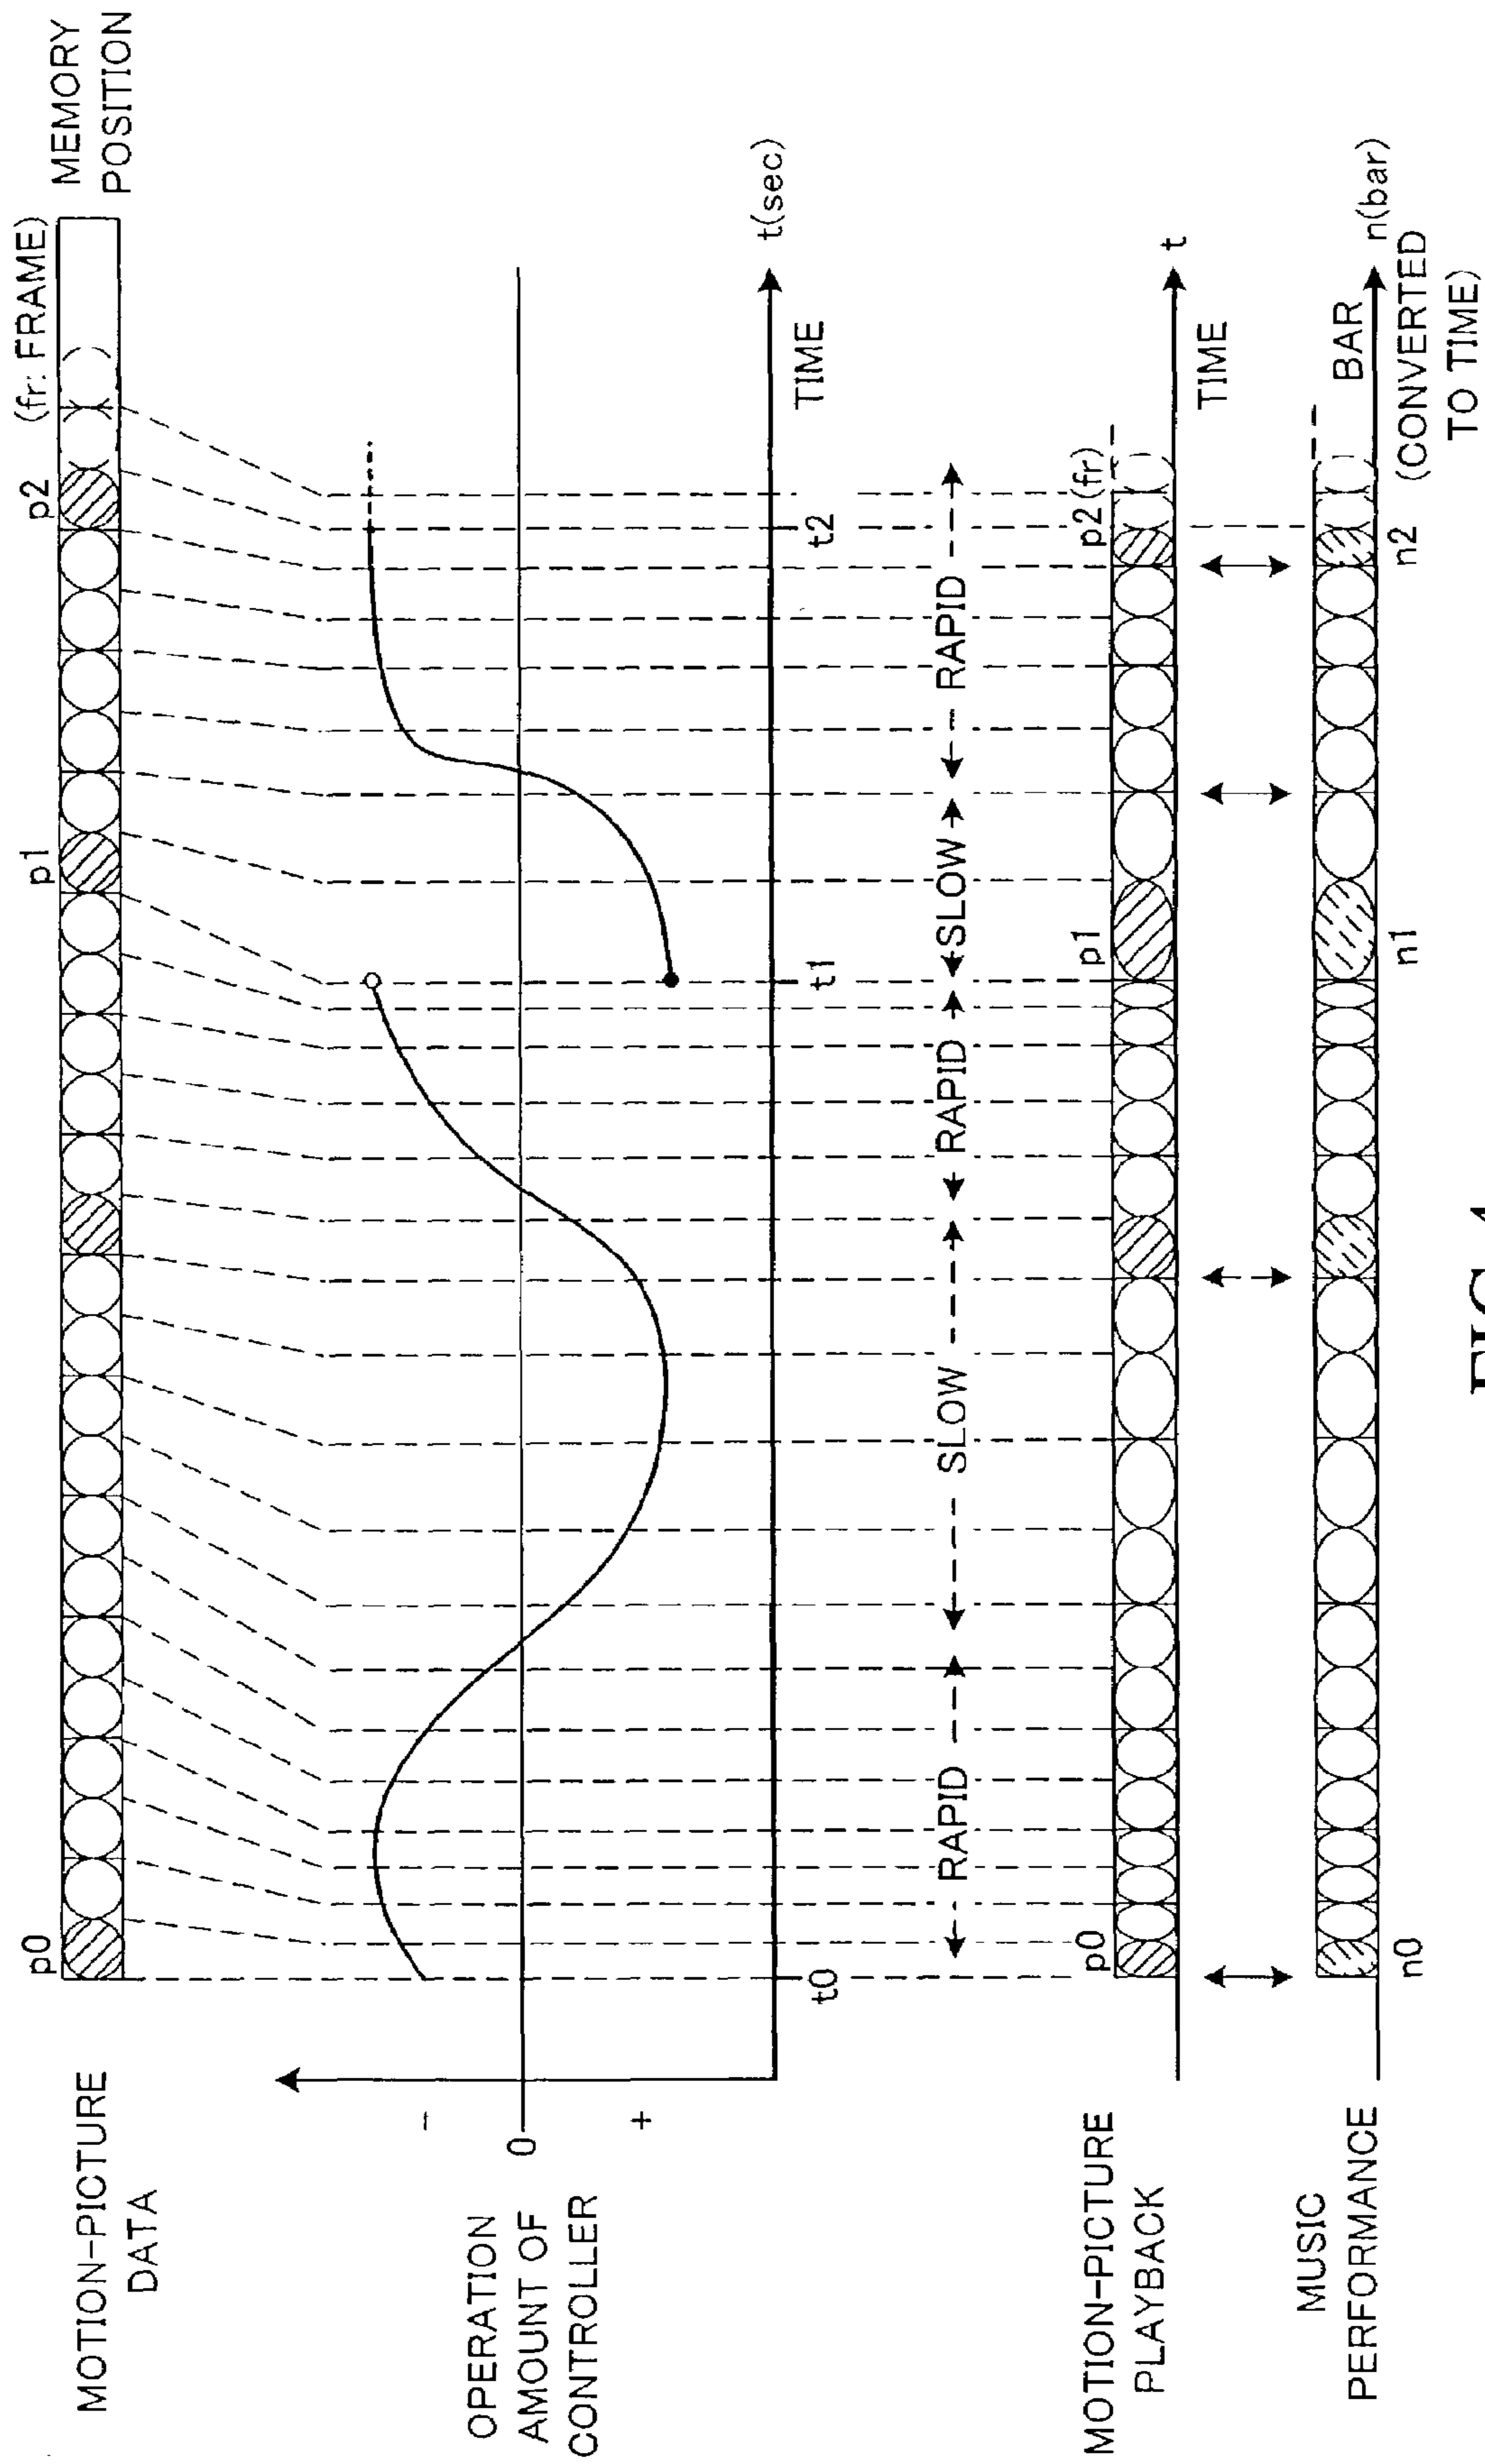 MOTION-PICTURE
DATA
p0
p1
p2
(fr: FRAME)
MEMORY
POSITION
OPERATION
AMOUNT OF
CONTROLLER
-
0
+
t0
t1
t2
TIME
t(sec)
RAPID
SLOW
RAPID
SLOW
RAPID
MOTION-PICTURE
PLAYBACK
p0
p1
p2 (fr)
TIME
t
MUSIC
PERFORMANCE
n0
n1
n2
BAR
n(bar)
(CONVERTED
TO TIME)